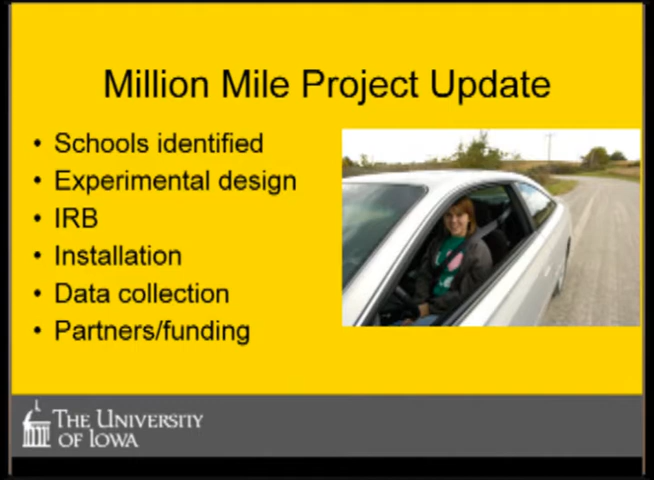 Million Mile Project Update
• Schools identified
• Experimental design
• IRB
• Installation
• Data collection
• Partners/funding
THE UNIVERSITY
OF IOWA